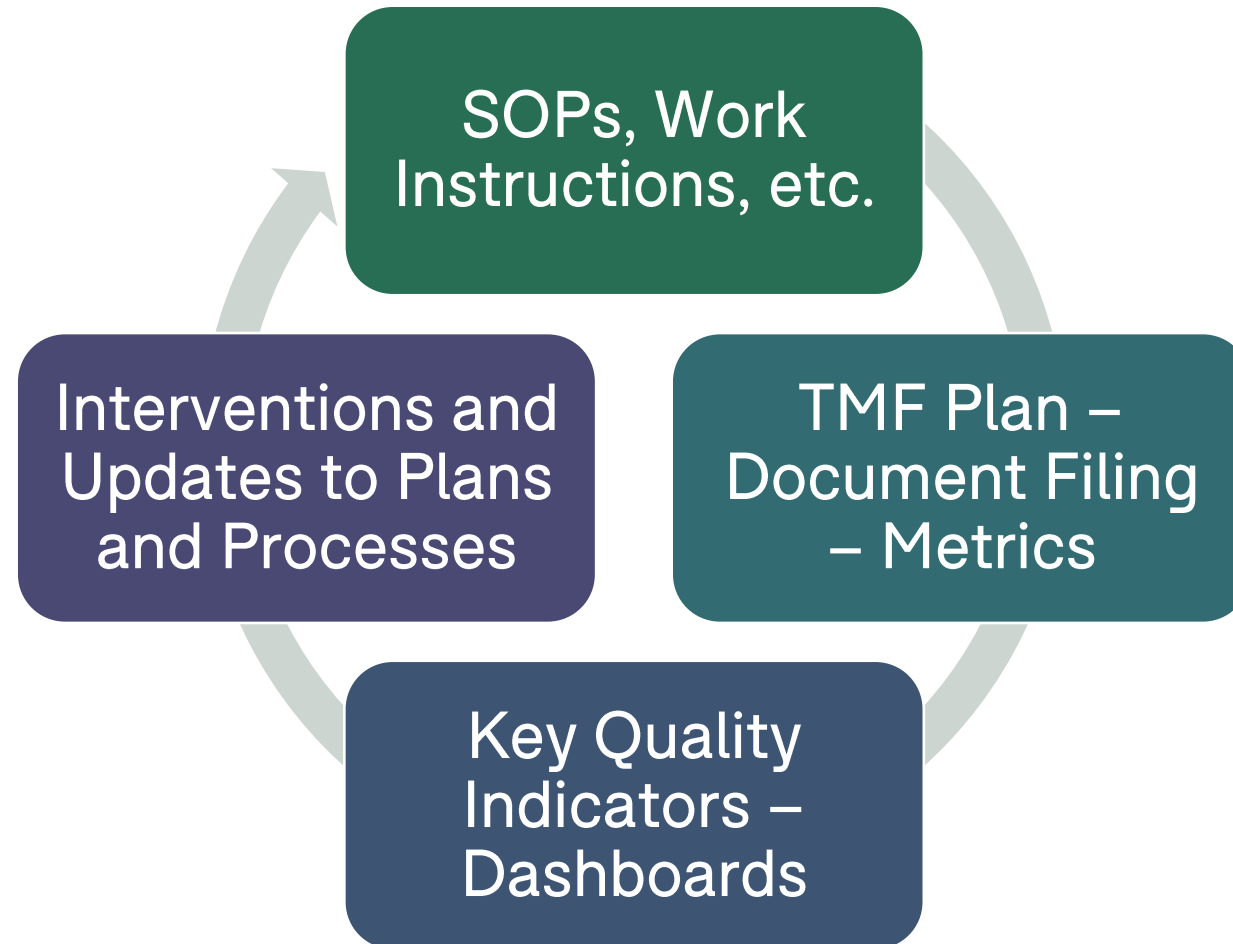 SOPs, Work
Instructions, etc.
Interventions and
Updates to Plans
and Processes
TMF Plan –
Document Filing
– Metrics
Key Quality
Indicators –
Dashboards